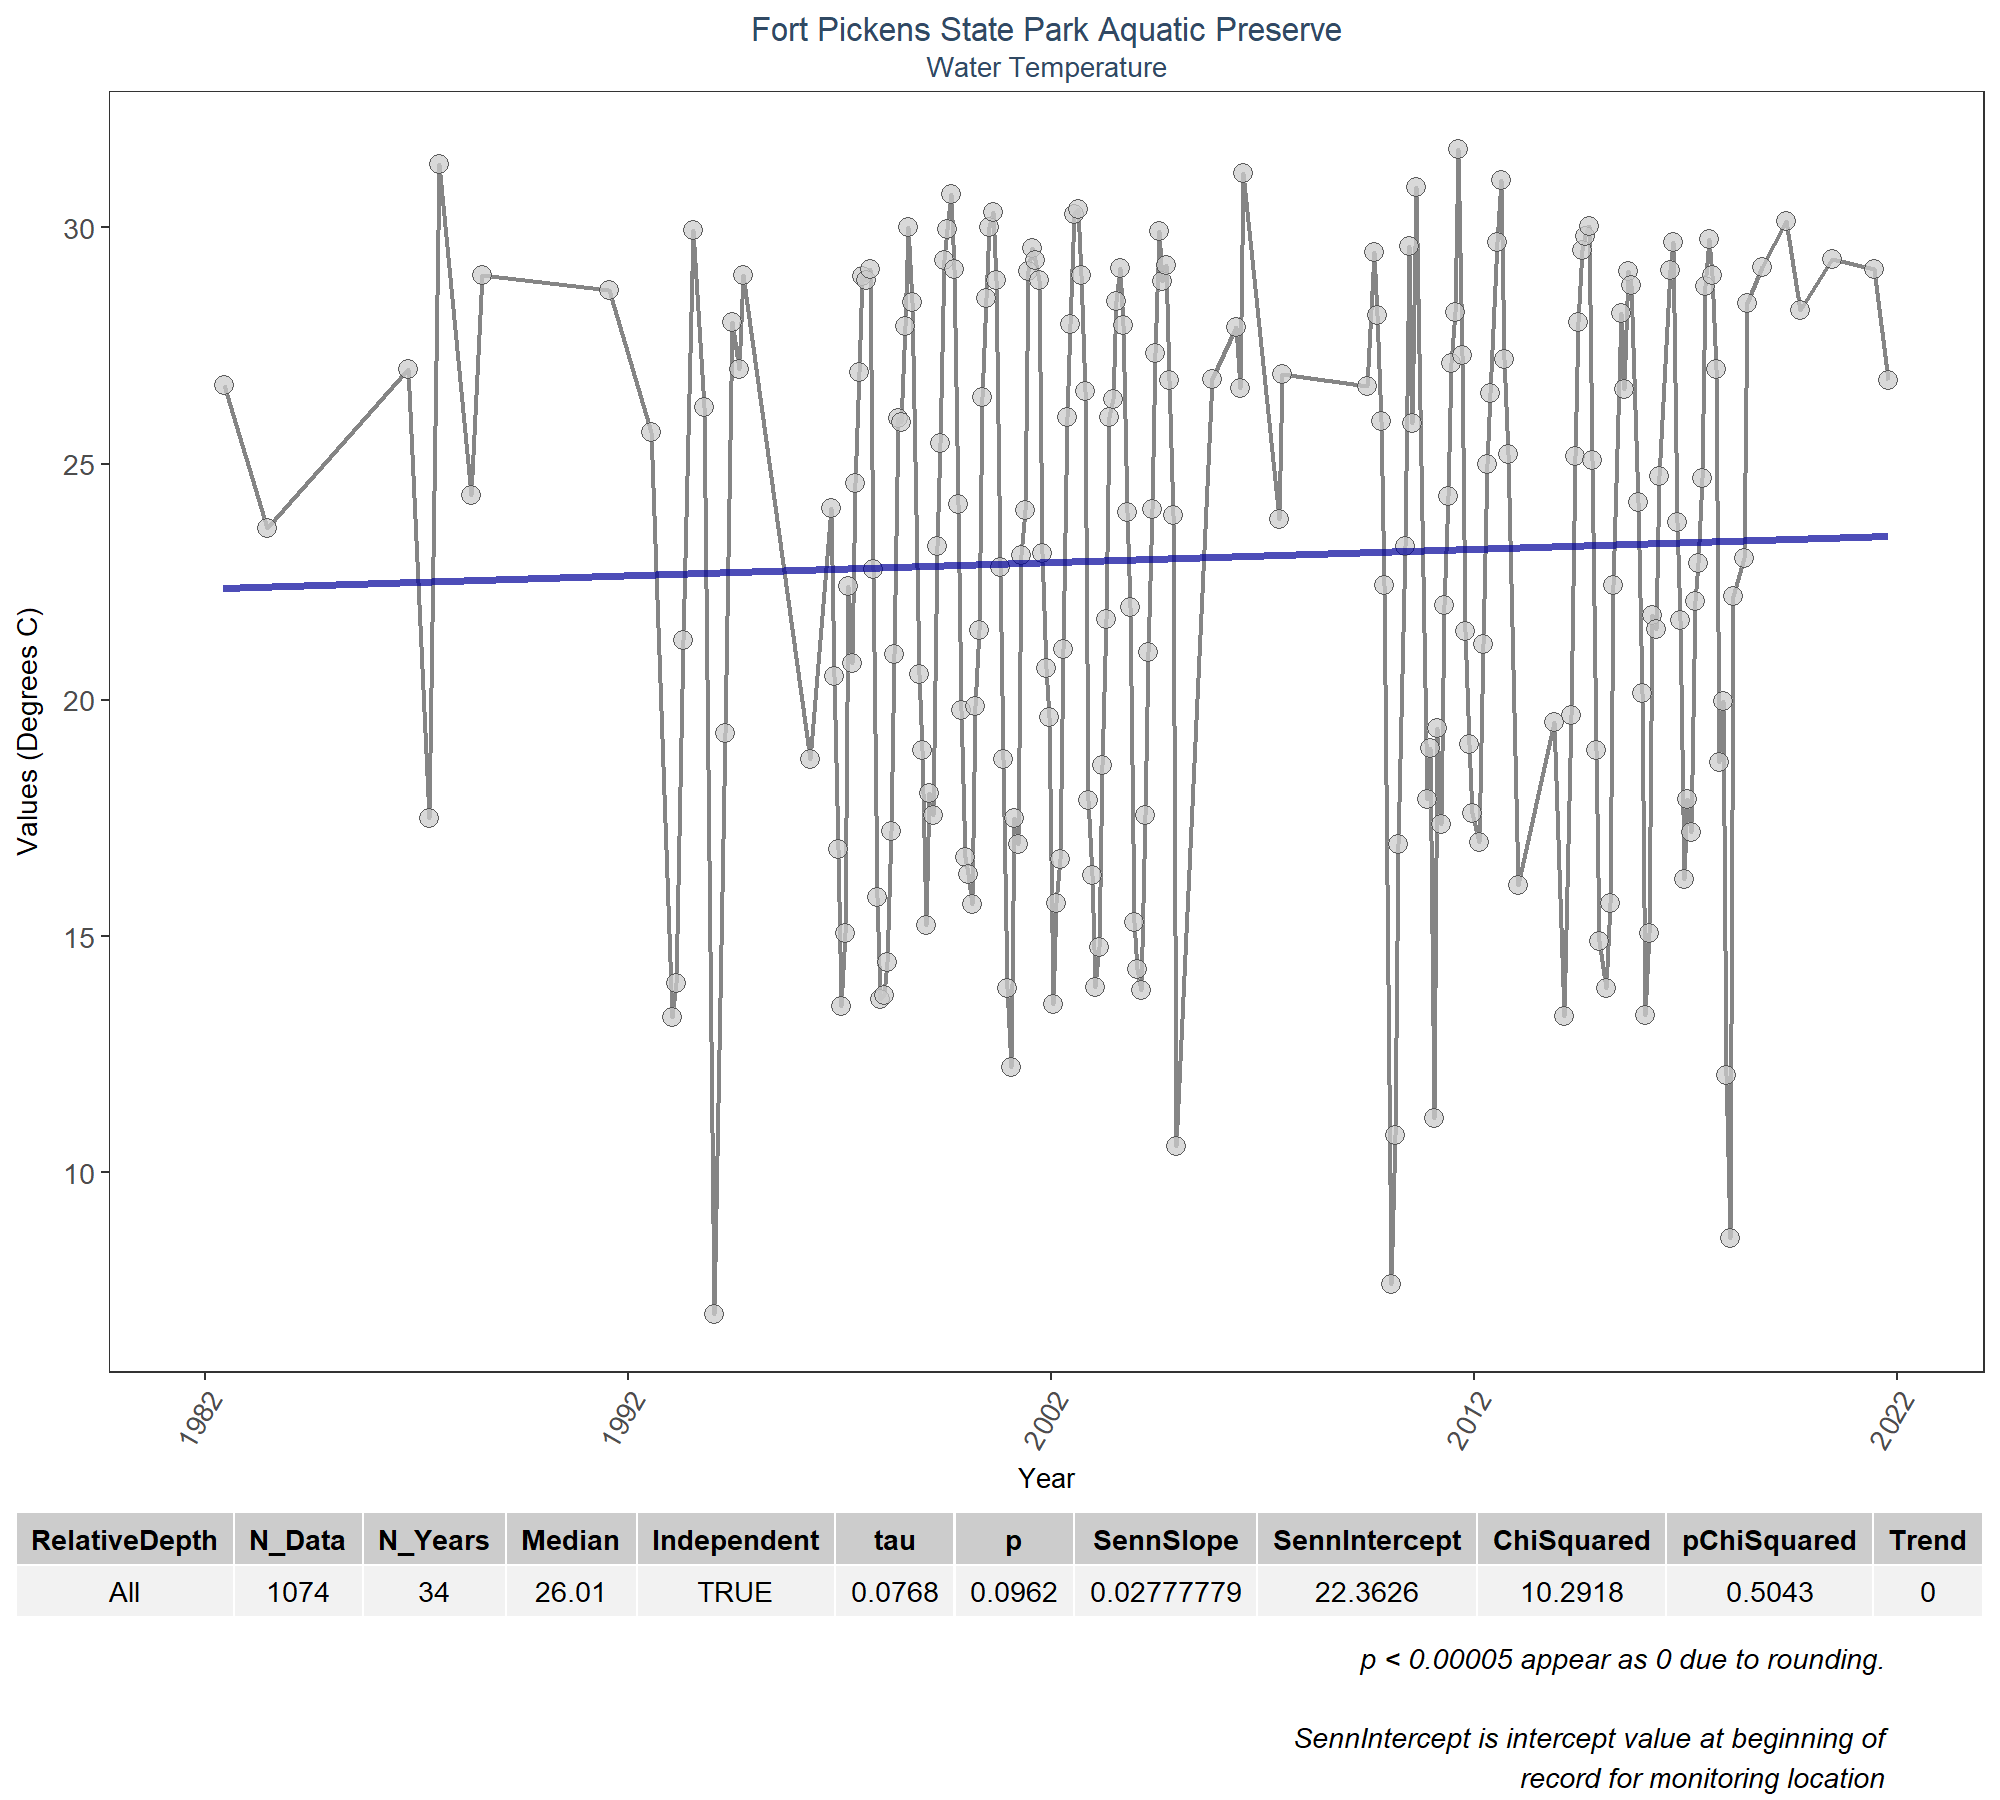 Fort Pickens State Park Aquatic Preserve
Water Temperature
Values (Degrees C)
30
25
20
15
10
1982 1992 2002 2012 2022
Year
RelativeDepth N_Data N_Years Median Independent tau p SennSlope SennIntercept ChiSquared pChiSquared Trend
All 1074 34 26.01 TRUE 0.0768 0.0962 0.02777779 22.3626 10.2918 0.5043 0
p < 0.00005 appear as 0 due to rounding.
SennIntercept is intercept value at beginning of
record for monitoring location